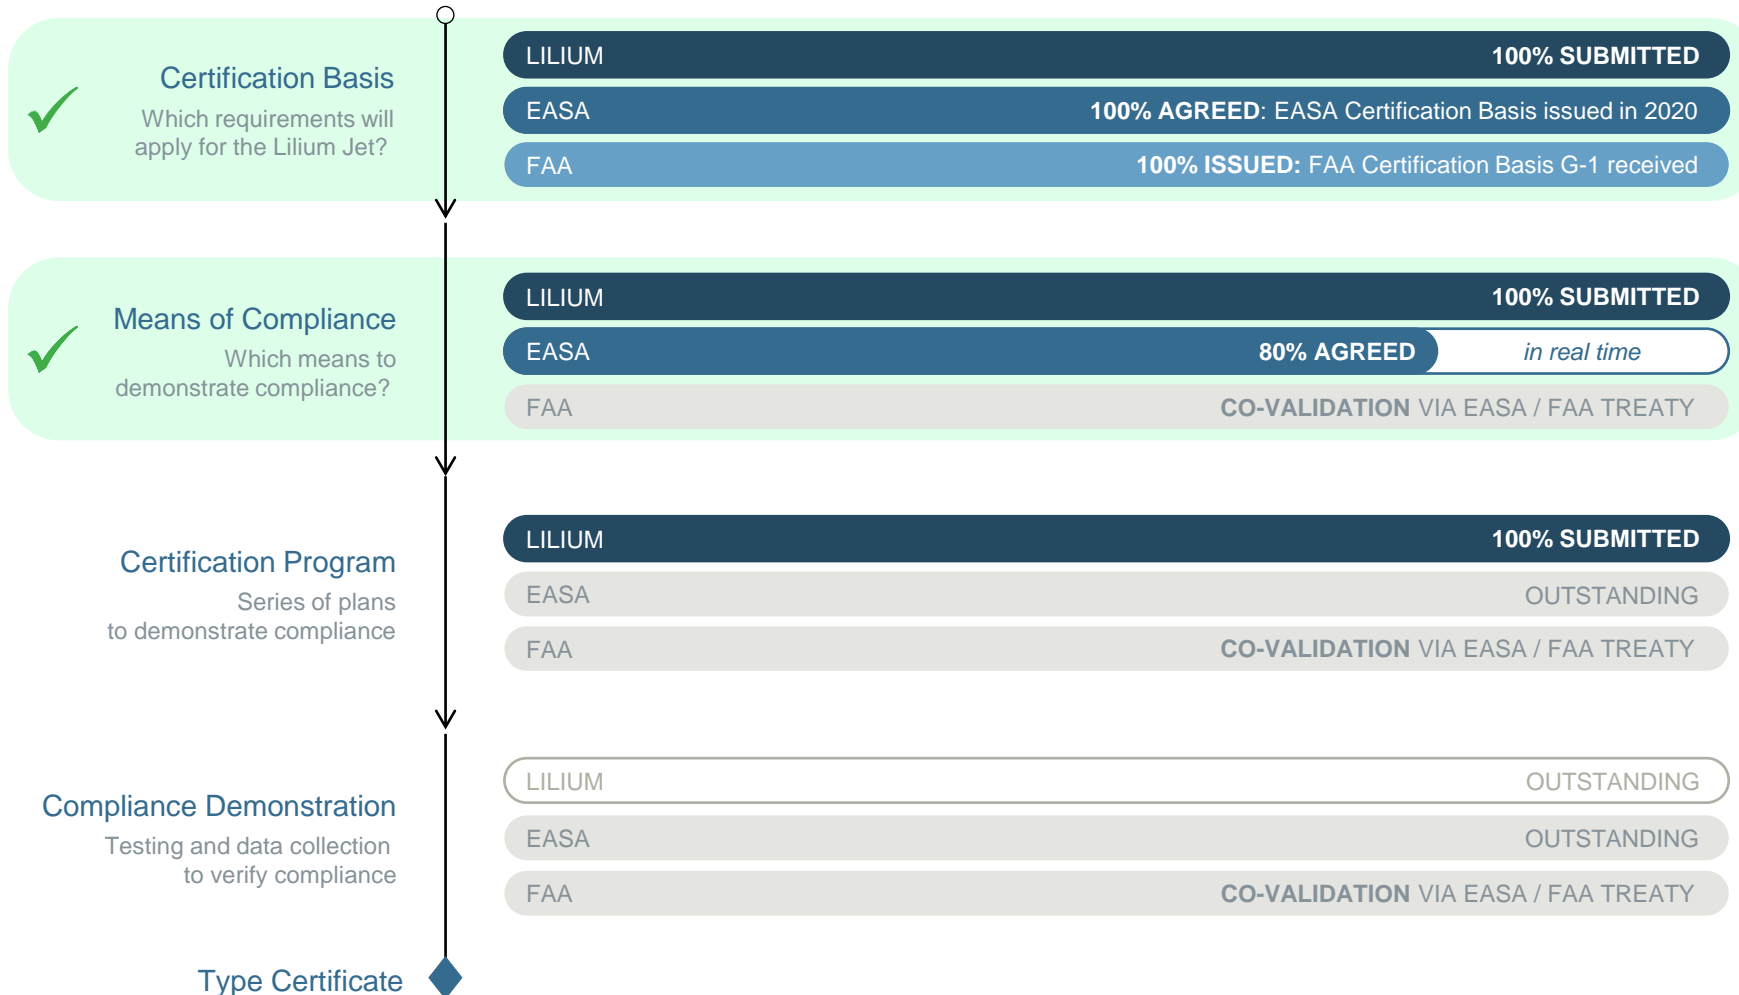 Certification Basis
Which requirements will
apply for the Lilium Jet?
LILIUM 100% SUBMITTED
EASA 100% AGREED: EASA Certification Basis issued in 2020
FAA 100% ISSUED: FAA Certification Basis G-1 received
Means of Compliance
Which means to
demonstrate compliance?
LILIUM 100% SUBMITTED
EASA 80% AGREED in real time
FAA CO-VALIDATION VIA EASA / FAA TREATY
Certification Program
Series of plans
to demonstrate compliance
LILIUM 100% SUBMITTED
EASA OUTSTANDING
FAA CO-VALIDATION VIA EASA / FAA TREATY
Compliance Demonstration
Testing and data collection
to verify compliance
LILIUM OUTSTANDING
EASA OUTSTANDING
FAA CO-VALIDATION VIA EASA / FAA TREATY
Type Certificate